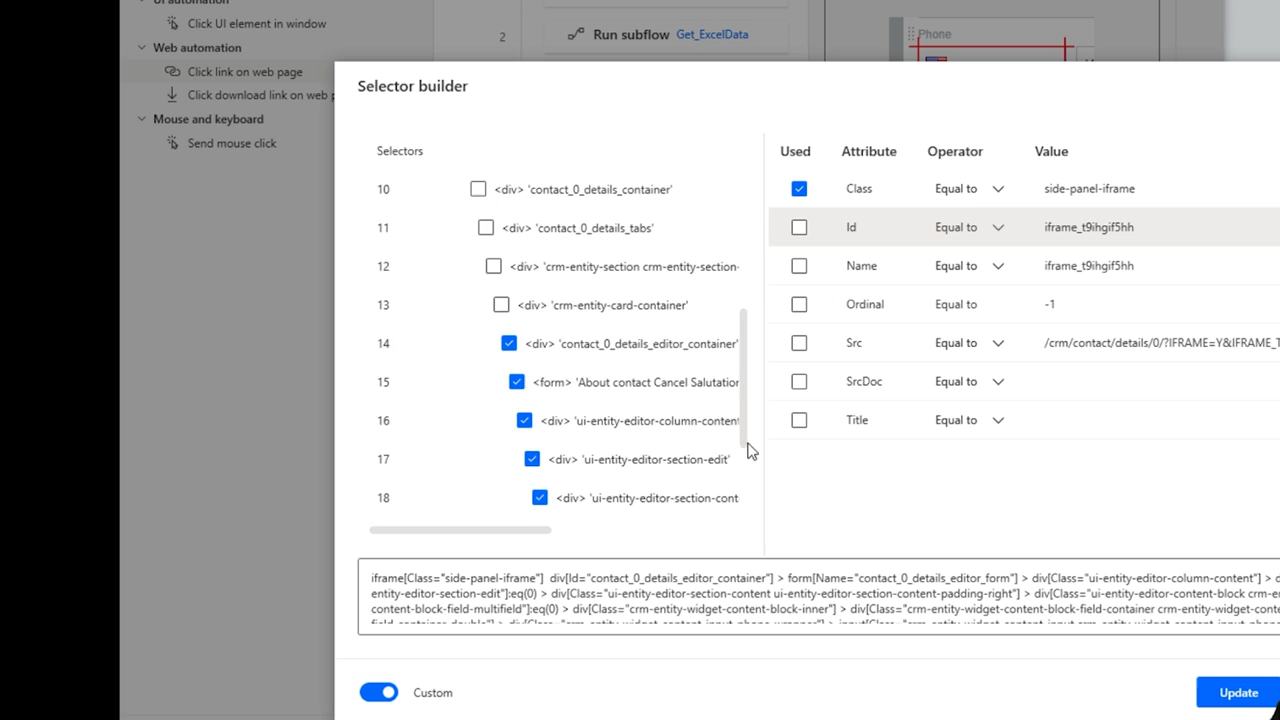 UI automation
Click UI element in window
Web automation
Click link on web page
Click download link on web p
Mouse and keyboard
Send mouse click
2
Run subflow Get_ExcelData
Phone
Selector builder
Selectors
10 <div> 'contact_0_details_container'
11 <div> 'contact_0_details_tabs'
12 <div> 'crm-entity-section crm-entity-section-
13 <div> 'crm-entity-card-container'
14 <div> 'contact_0_details_editor_container'
15 <form> 'About contact Cancel Salutation
16 <div> 'ui-entity-editor-column-content
17 <div> 'ui-entity-editor-section-edit'
18 <div> 'ui-entity-editor-section-cont
Used Attribute Operator Value
Class Equal to side-panel-iframe
Id Equal to iframe_t9ihgif5hh
Name Equal to iframe_t9ihgif5hh
Ordinal Equal to -1
Src Equal to /crm/contact/details/0/?IFRAME=Y&IFRAME_T
SrcDoc Equal to
Title Equal to
iframe[Class="side-panel-iframe"] div[Id="contact_0_details_editor_container"] > form[Name="contact_0_details_editor_form"] > div[Class="ui-entity-editor-column-content"] > d
entity-editor-section-edit"]:eq(0) > div[Class="ui-entity-editor-section-content ui-entity-editor-section-content-padding-right"] > div[Class="ui-entity-editor-content-block crm-e
content-block-field-multifield"]:eq(0) > div[Class="crm-entity-widget-content-block-inner"] > div[Class="crm-entity-widget-content-block-field-container crm-entity-widget-conte
Custom
Update